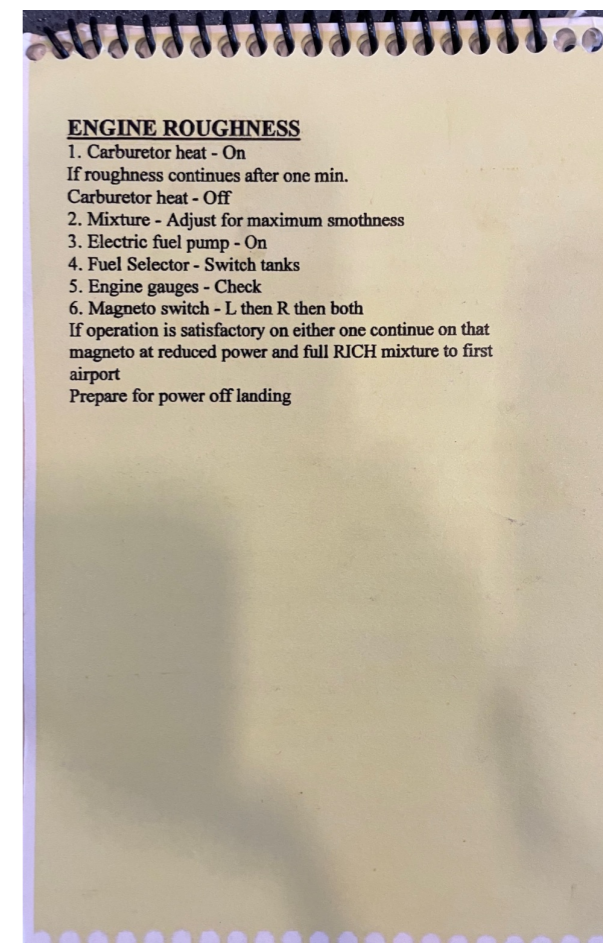 ENGINE ROUGHNESS
1. Carburetor heat - On
If roughness continues after one min.
Carburetor heat - Off
2. Mixture - Adjust for maximum smothness
3. Electric fuel pump - On
4. Fuel Selector - Switch tanks
5. Engine gauges - Check
6. Magneto switch - L then R then both
If operation is satisfactory on either one continue on that
magneto at reduced power and full RICH mixture to first
airport
Prepare for power off landing